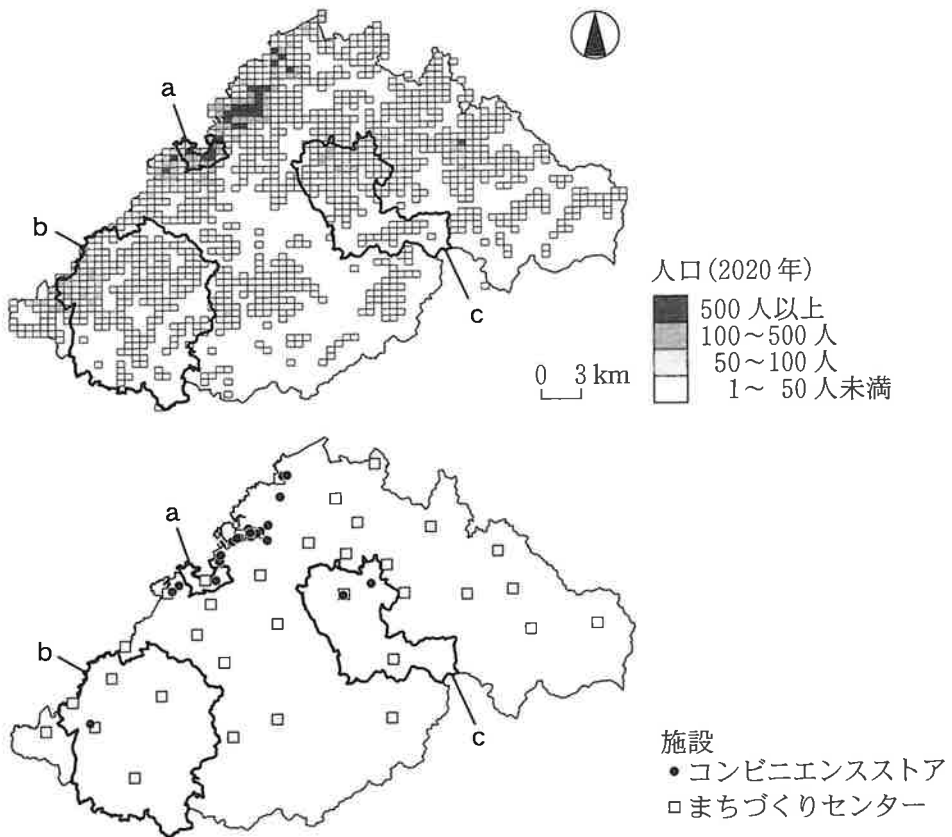 a
b
c
人口(2020年)
500人以上
100～500人
50～100人
1～50人未満
0 3km
a
b
c
施設
コンビニエンスストア
まちづくりセンター